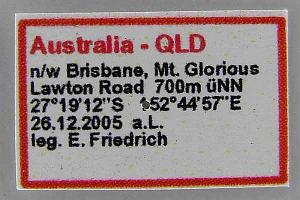 Australia - QLD
n/w Brisbane, Mt. Glorious
Lawton Road 700m üNN
27°19'12"S 152°44'57"E
26.12.2005 a.L.
leg. E. Friedrich